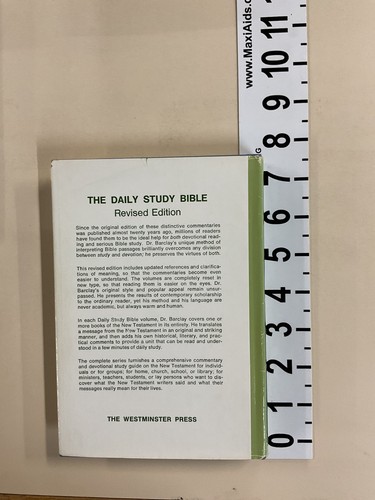 THE DAILY STUDY BIBLE
Revised Edition
Since the original edition of these distinctive commentaries
was published almost twenty years ago, millions of readers
have found them to be the ideal help for both devotional read-
ing and serious Bible study. Dr. Barclay's unique method of
interpreting Bible passages brilliantly overcomes any division
between study and devotion; he preserves the virtues of both.
This revised edition includes updated references and clarifica-
tions of meaning, so that the commentaries become even
easier to understand. The volumes are completely reset in
new type, so that reading them is easier on the eyes. Dr.
Barclay's original style and popular appeal remain unsur-
passed. He presents the results of contemporary scholarship
to the ordinary reader, yet his method and his language are
never academic, but always warm and human.
In each Daily Study Bible volume, Dr. Barclay covers one or
more books of the New Testament in its entirety. He translates
a message from the First Testament in an original and striking
manner, and then adds his own historical, literary, and prac-
tical comments to provide a unit that can be read and under-
stood in a few minutes of daily study.
The complete series furnishes a comprehensive commentary
and devotional study guide on the New Testament for individ-
uals or for groups: for home, church, school, or library; for
ministers, teachers, students, or lay persons who want to dis-
cover what the New Testament writers said and what their
messages really mean for their lives.
THE WESTMINSTER PRESS
www.MaxiAids.c
0 1 2 3 4 5 6 7 8 9 10 11